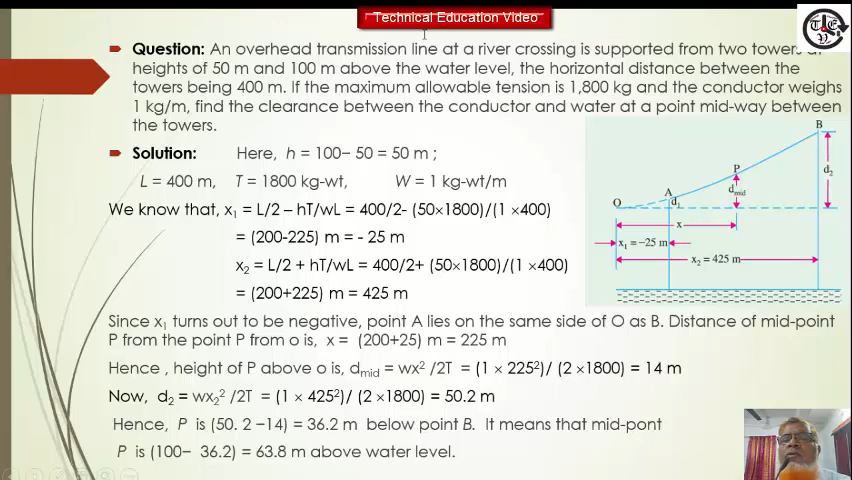 Technical Education Video
Question: An overhead transmission line at a river crossing is supported from two towers at
heights of 50 m and 100 m above the water level, the horizontal distance between the
towers being 400 m. If the maximum allowable tension is 1,800 kg and the conductor weighs
1 kg/m, find the clearance between the conductor and water at a point mid-way between
the towers.
Solution: Here, h = 100− 50 = 50 m ;
L = 400 m, T = 1800 kg-wt, W = 1 kg-wt/m
We know that, x₁ = L/2 – hT/wL = 400/2- (50×1800)/(1 ×400)
= (200-225) m = - 25 m
x₂ = L/2 + hT/wL = 400/2+ (50×1800)/(1 ×400)
= (200+225) m = 425 m
B
P
A
O
d₁
d_mid
d₂
x
x₁ = −25 m
x₂ = 425 m
Since x₁ turns out to be negative, point A lies on the same side of O as B. Distance of mid-point
P from the point P from o is, x = (200+25) m = 225 m
Hence , height of P above o is, d_mid = wx² /2T = (1 × 225²)/ (2 ×1800) = 14 m
Now, d₂ = wx₂² /2T = (1 × 425²)/ (2 ×1800) = 50.2 m
Hence, P is (50. 2 −14) = 36.2 m below point B. It means that mid-pont
P is (100− 36.2) = 63.8 m above water level.